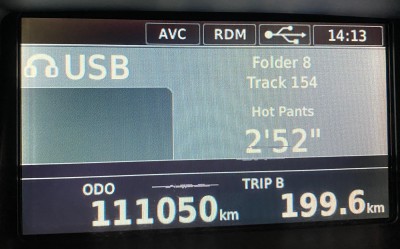 AVC RDM 14:13
USB
Folder 8
Track 154
Hot Pants
2'52"
ODO TRIP B
111050km 199.6km